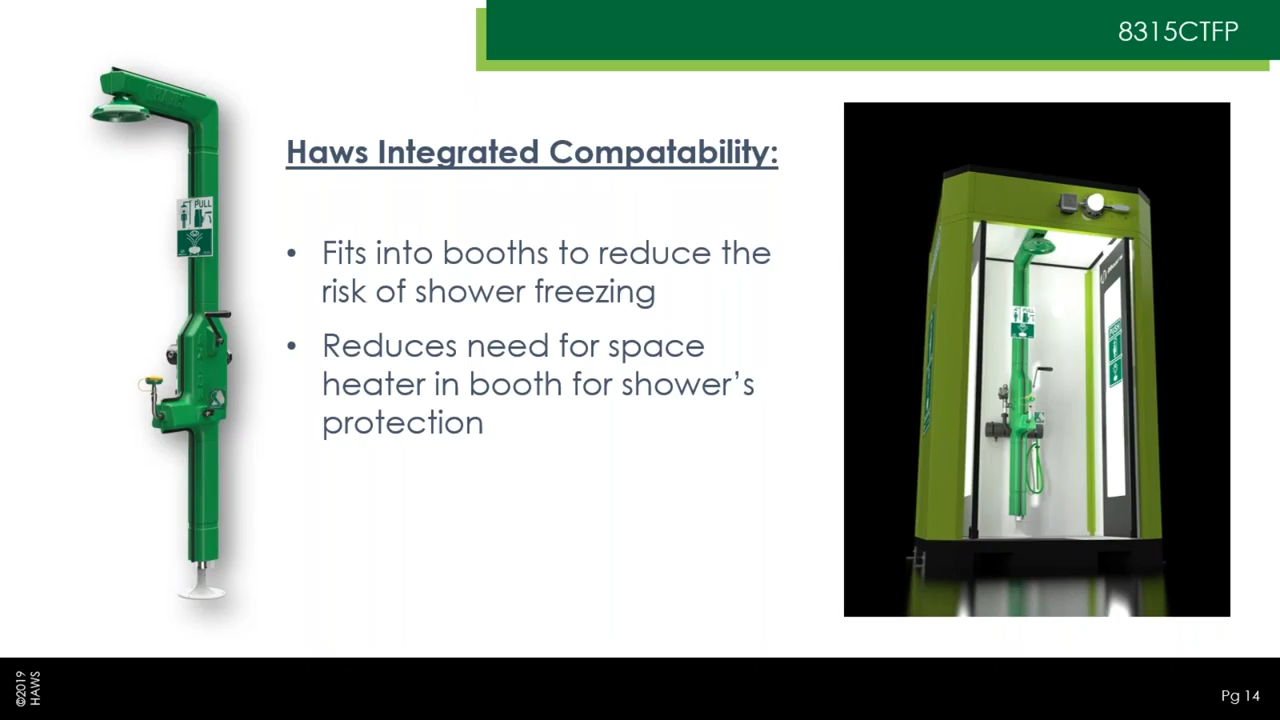 8315CTFP
Haws Integrated Compatability:
• Fits into booths to reduce the
risk of shower freezing
• Reduces need for space
heater in booth for shower’s
protection
PULL
©2019
HAWS
Pg 14